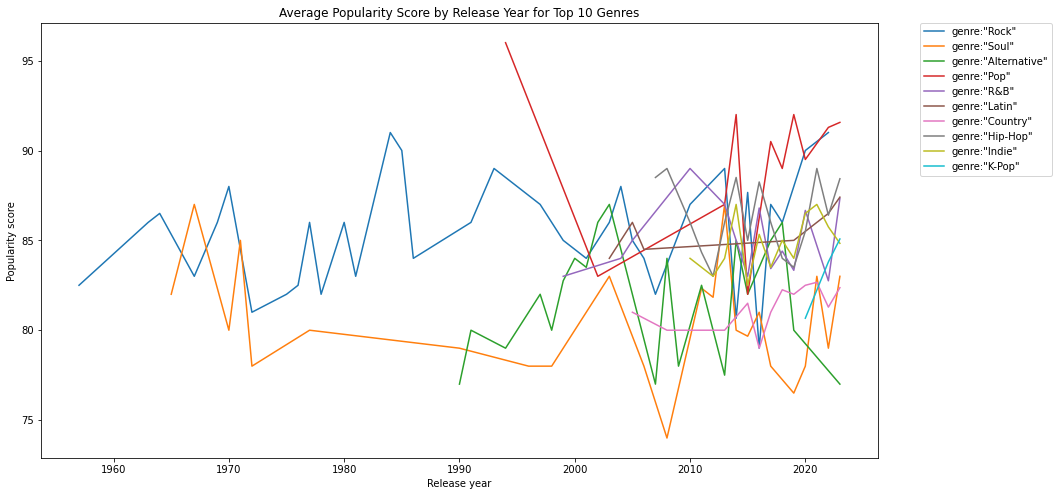 Average Popularity Score by Release Year for Top 10 Genres
genre:"Rock"
genre:"Soul"
genre:"Alternative"
genre:"Pop"
genre:"R&B"
genre:"Latin"
genre:"Country"
genre:"Hip-Hop"
genre:"Indie"
genre:"K-Pop"
Popularity score
95
90
85
80
75
1960
1970
1980
1990
2000
2010
2020
Release year